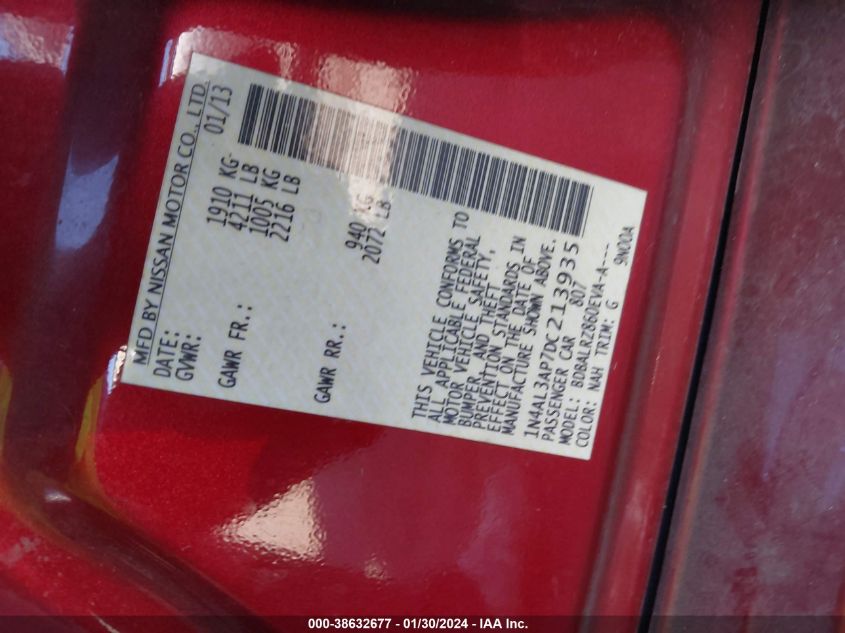 MFD BY NISSAN MOTOR CO., LTD.
DATE: 01/13
GVWR: 1910 KG
4211 LB
GAWR FR.: 1005 KG
2216 LB
GAWR RR.: 940 KG
2072 LB
THIS VEHICLE CONFORMS TO
ALL APPLICABLE FEDERAL
MOTOR VEHICLE SAFETY,
BUMPER, AND THEFT
PREVENTION STANDARDS IN
EFFECT ON THE DATE OF
MANUFACTURE SHOWN ABOVE.
1N4AL3AP7DC213935
PASSENGER CAR 807
MODEL: BDBALRZ860EVA-A----
COLOR: NAH TRIM: G 9N00A
000-38632677 - 01/30/2024 - IAA Inc.